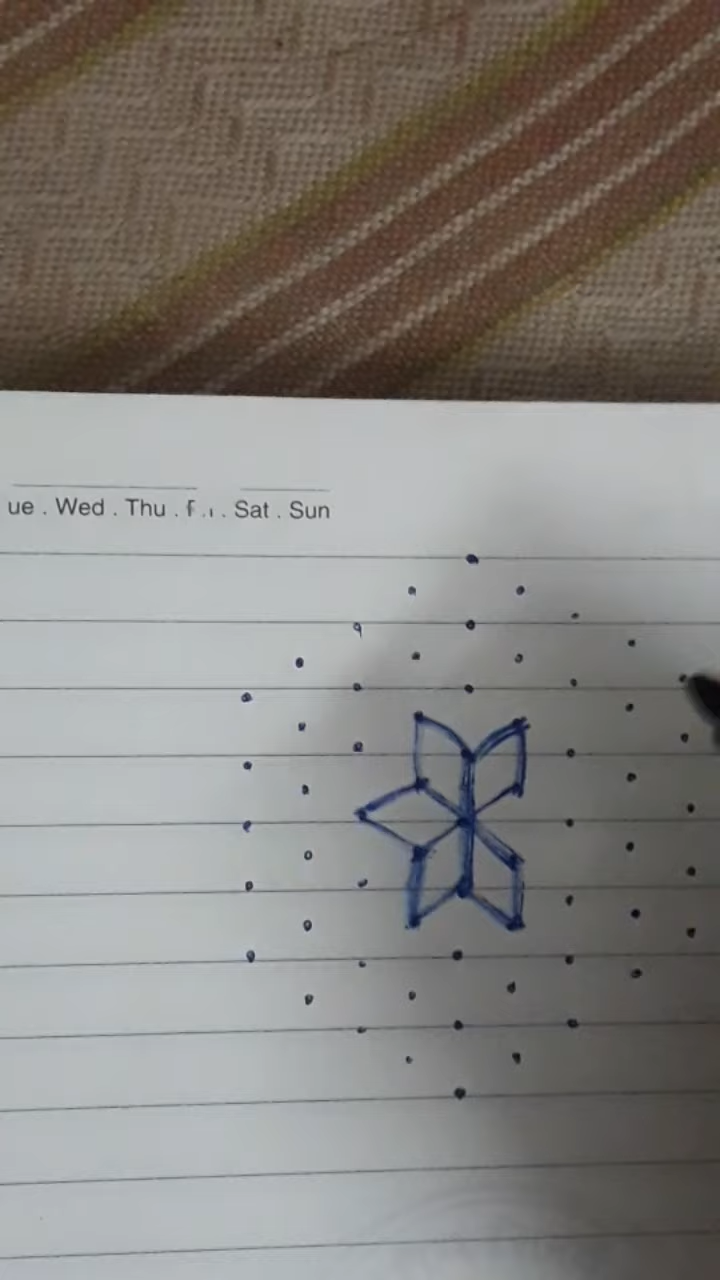 ue . Wed . Thu . F . . Sat . Sun